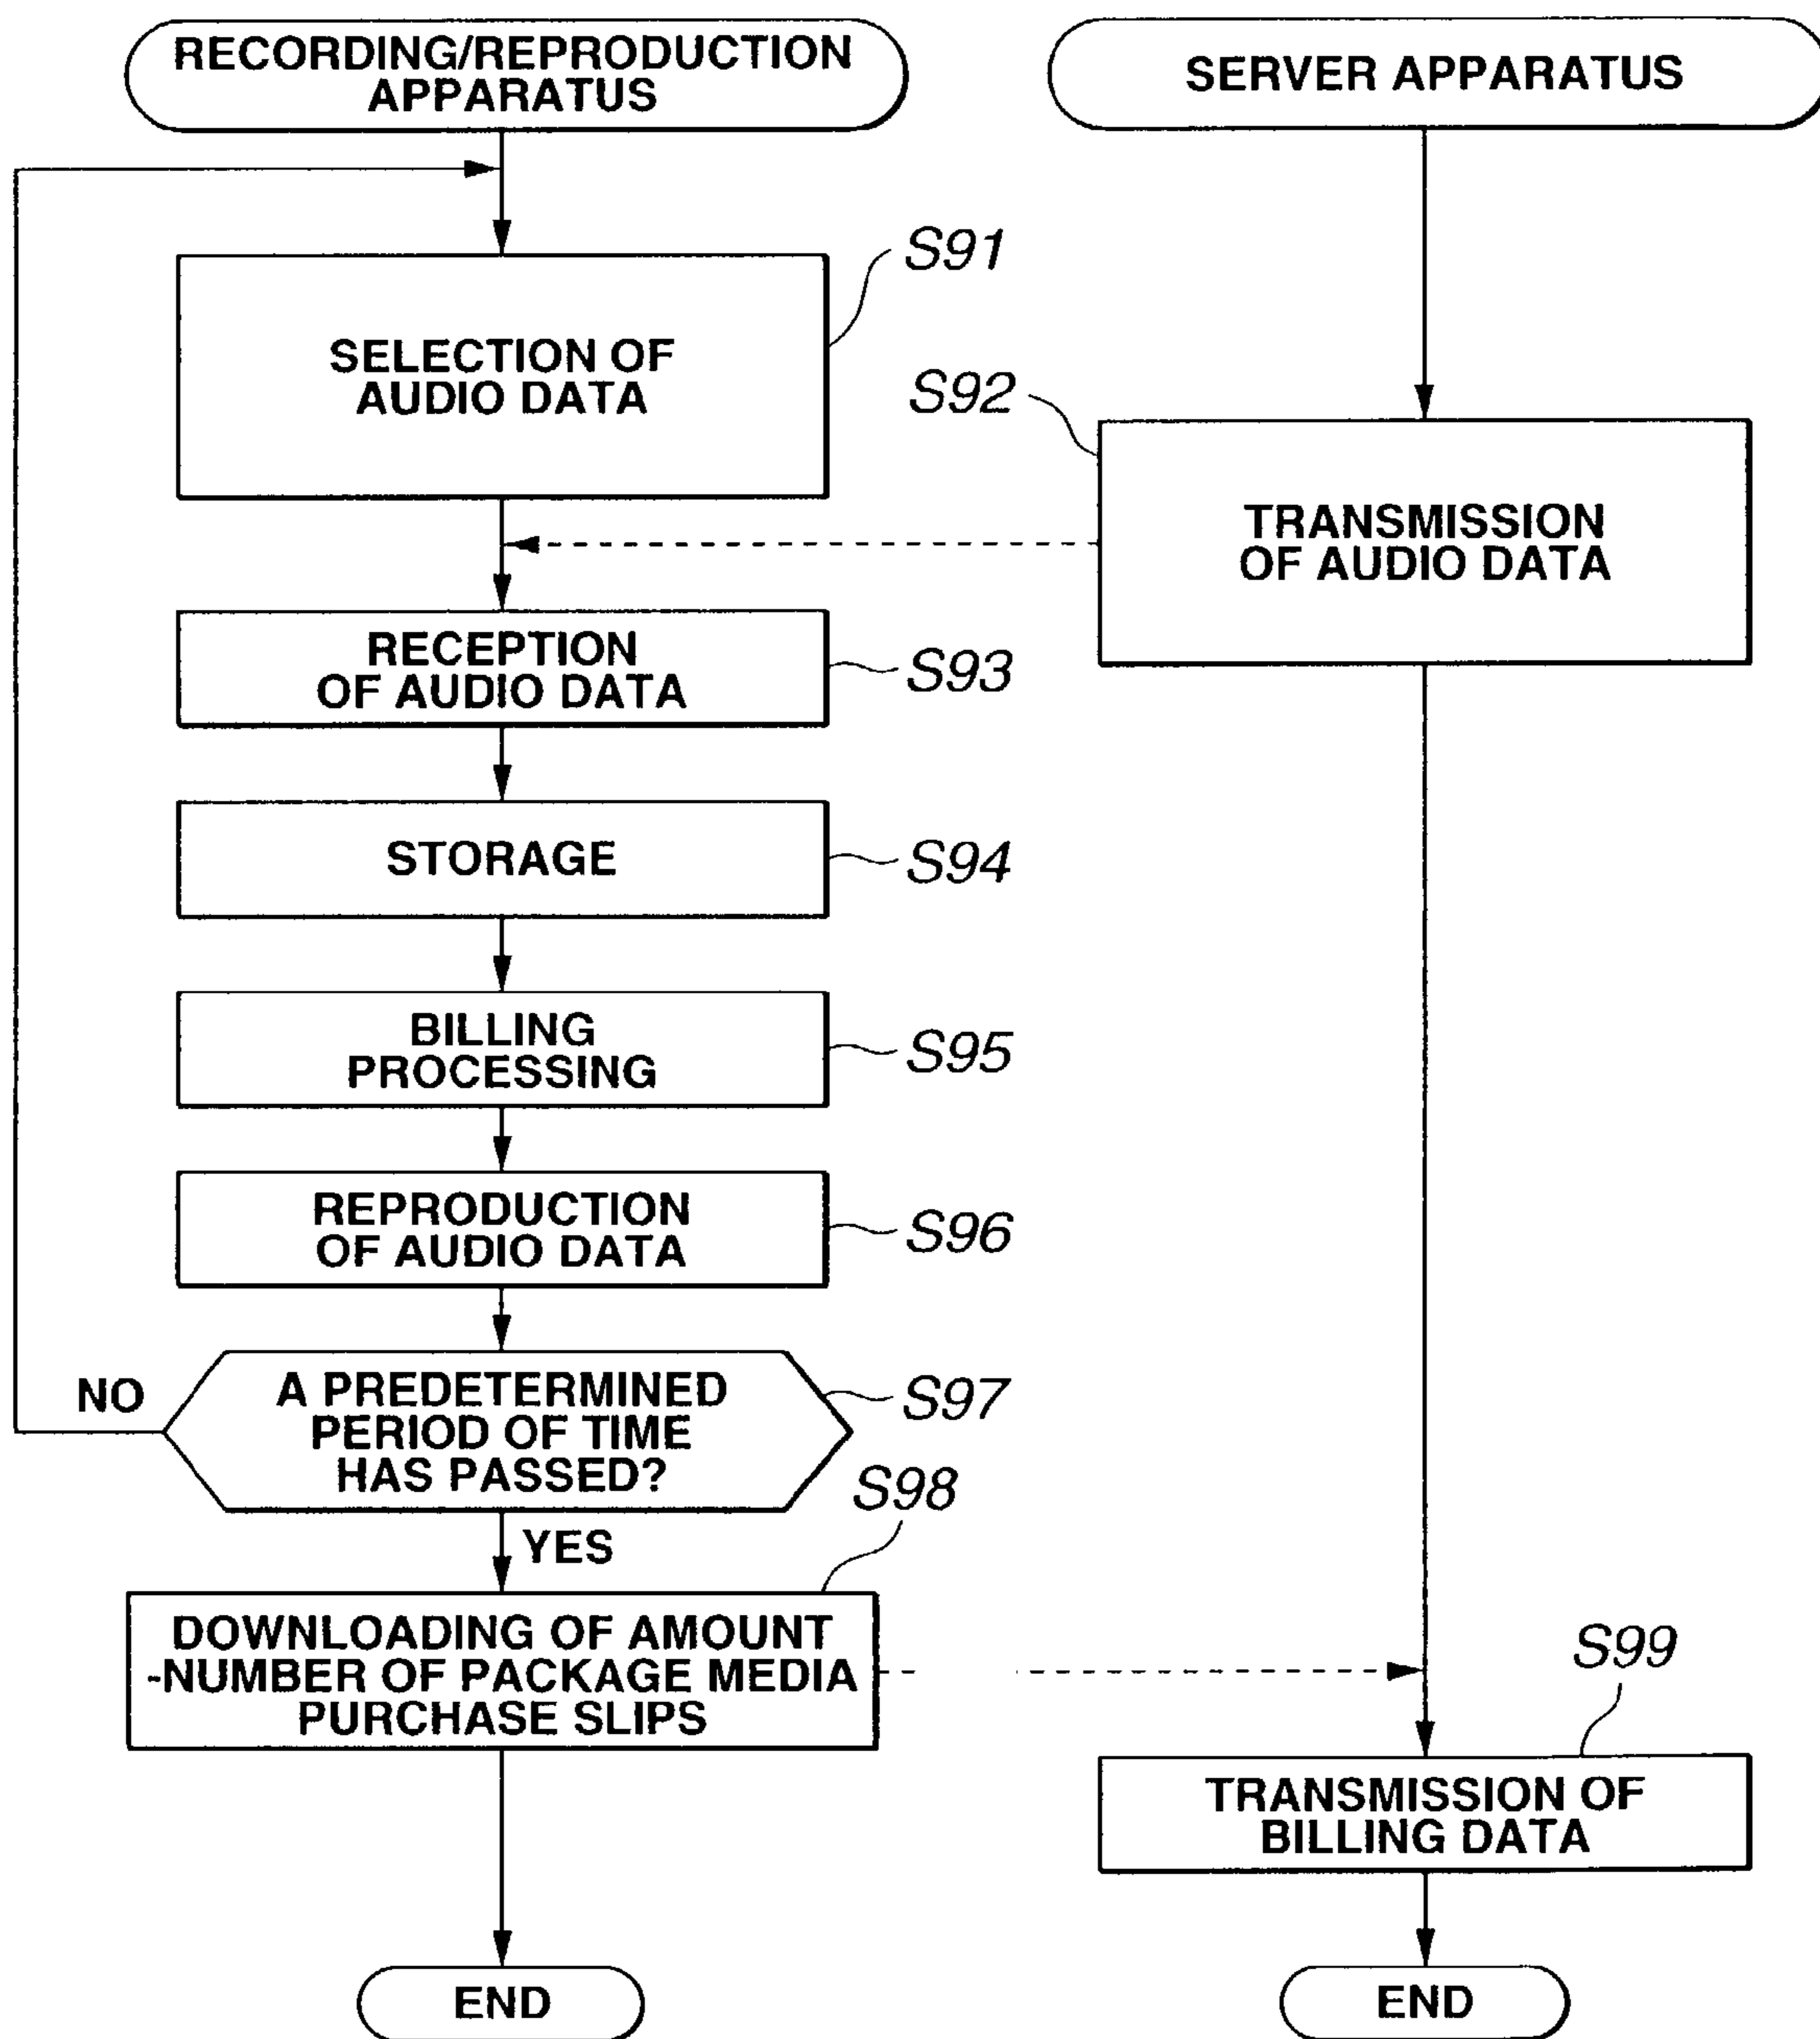 RECORDING/REPRODUCTION
APPARATUS
SERVER APPARATUS
S91
SELECTION OF
AUDIO DATA
S92
TRANSMISSION
OF AUDIO DATA
RECEPTION
OF AUDIO DATA
S93
STORAGE
S94
BILLING
PROCESSING
S95
REPRODUCTION
OF AUDIO DATA
S96
NO
A PREDETERMINED
PERIOD OF TIME
HAS PASSED?
S97
YES
S98
DOWNLOADING OF AMOUNT
-NUMBER OF PACKAGE MEDIA
PURCHASE SLIPS
S99
TRANSMISSION OF
BILLING DATA
END
END